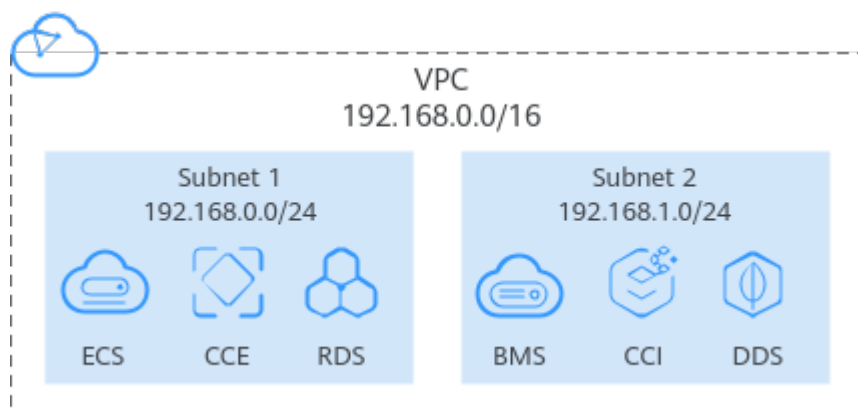 VPC
192.168.0.0/16
Subnet 1
192.168.0.0/24
ECS CCE RDS
Subnet 2
192.168.1.0/24
BMS CCI DDS